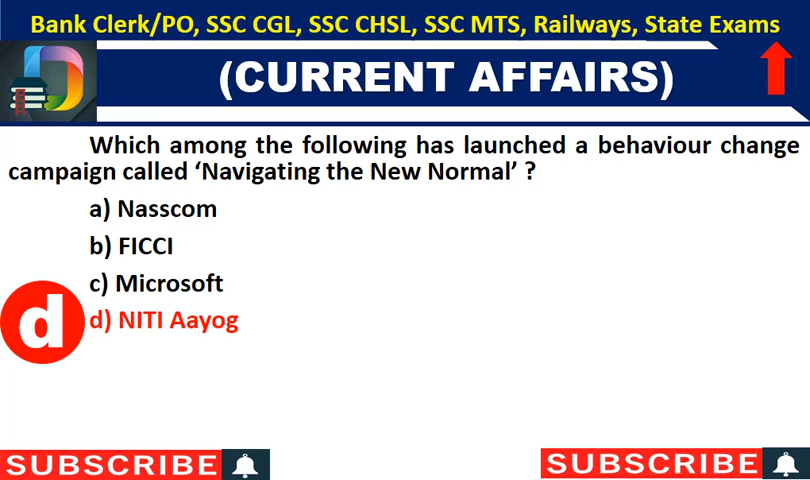 Bank Clerk/PO, SSC CGL, SSC CHSL, SSC MTS, Railways, State Exams
(CURRENT AFFAIRS)
Which among the following has launched a behaviour change
campaign called ‘Navigating the New Normal’ ?
a) Nasscom
b) FICCI
c) Microsoft
d
d) NITI Aayog
SUBSCRIBE
SUBSCRIBE